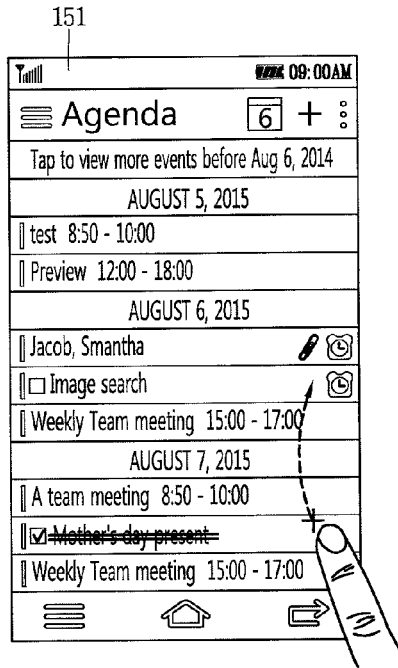 151
09:00AM
Agenda 6 +
Tap to view more events before Aug 6, 2014
AUGUST 5, 2015
test 8:50 - 10:00
Preview 12:00 - 18:00
AUGUST 6, 2015
Jacob, Smantha
Image search
Weekly Team meeting 15:00 - 17:00
AUGUST 7, 2015
A team meeting 8:50 - 10:00
Mother's day present
Weekly Team meeting 15:00 - 17:00